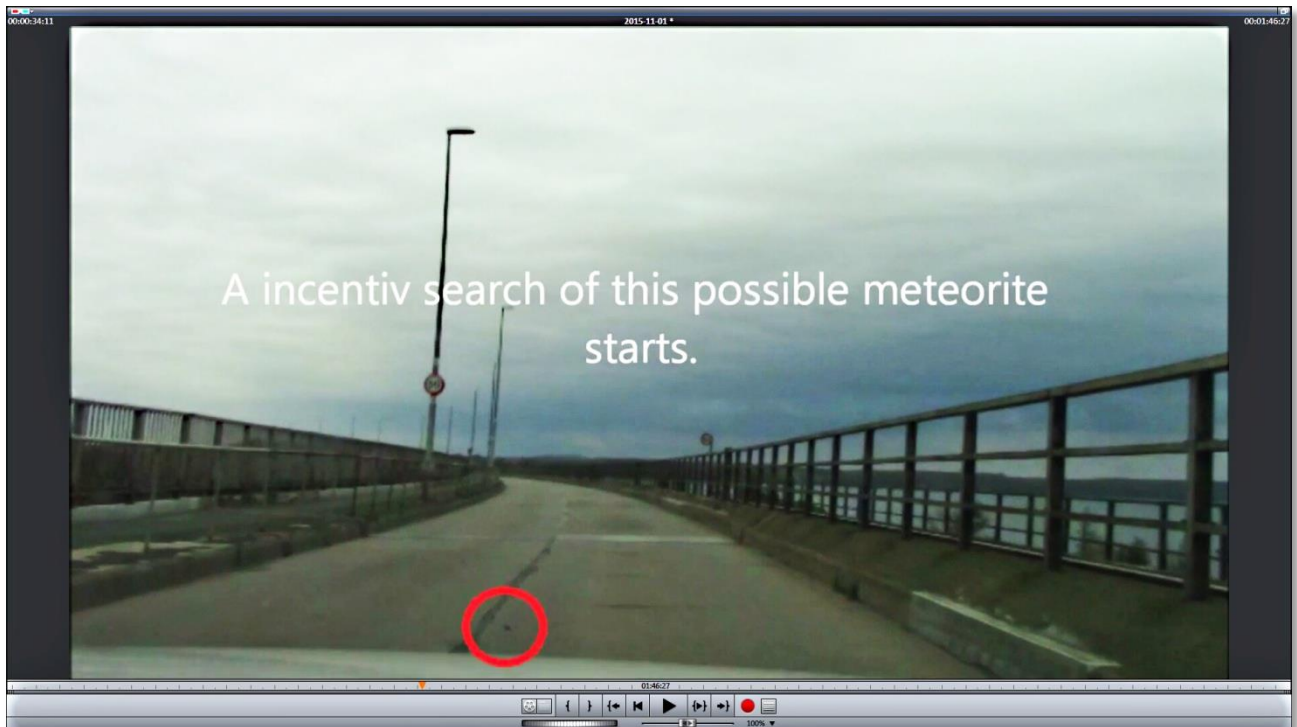 00:00:34:11
2015-11-01 *
00:01:46:27
A incentiv search of this possible meteorite
starts.
01:46:27
100%